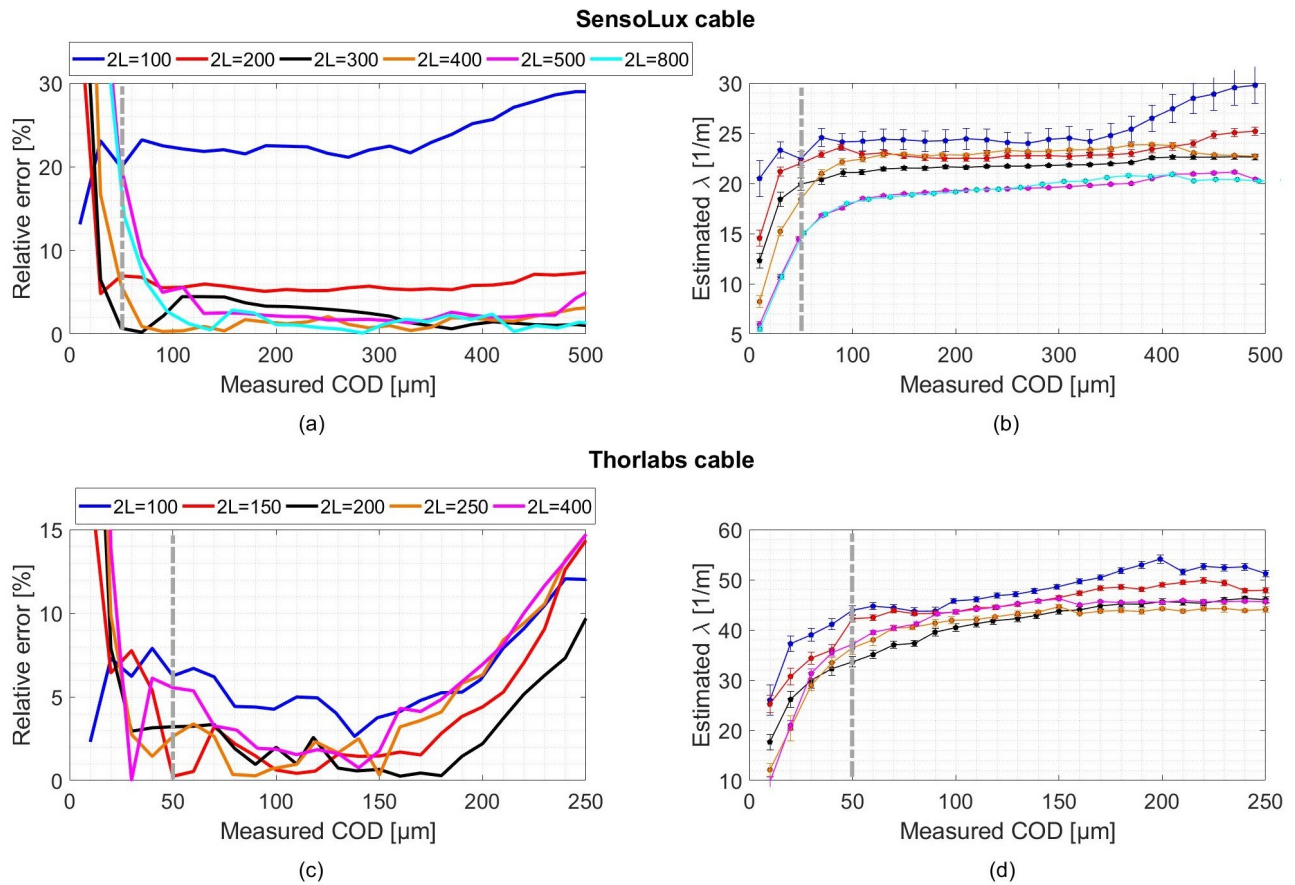 SensoLux cable
2L=100 2L=200 2L=300 2L=400 2L=500 2L=800
30
20
10
0
0 100 200 300 400 500
Relative error [%]
Measured COD [µm]
(a)
30
25
20
15
10
5
100 200 300 400 500
Estimated λ [1/m]
Measured COD [µm]
(b)
Thorlabs cable
2L=100 2L=150 2L=200 2L=250 2L=400
15
10
5
0
0 50 100 150 200 250
Relative error [%]
Measured COD [µm]
(c)
60
50
40
30
20
10
0 50 100 150 200 250
Estimated λ [1/m]
Measured COD [µm]
(d)